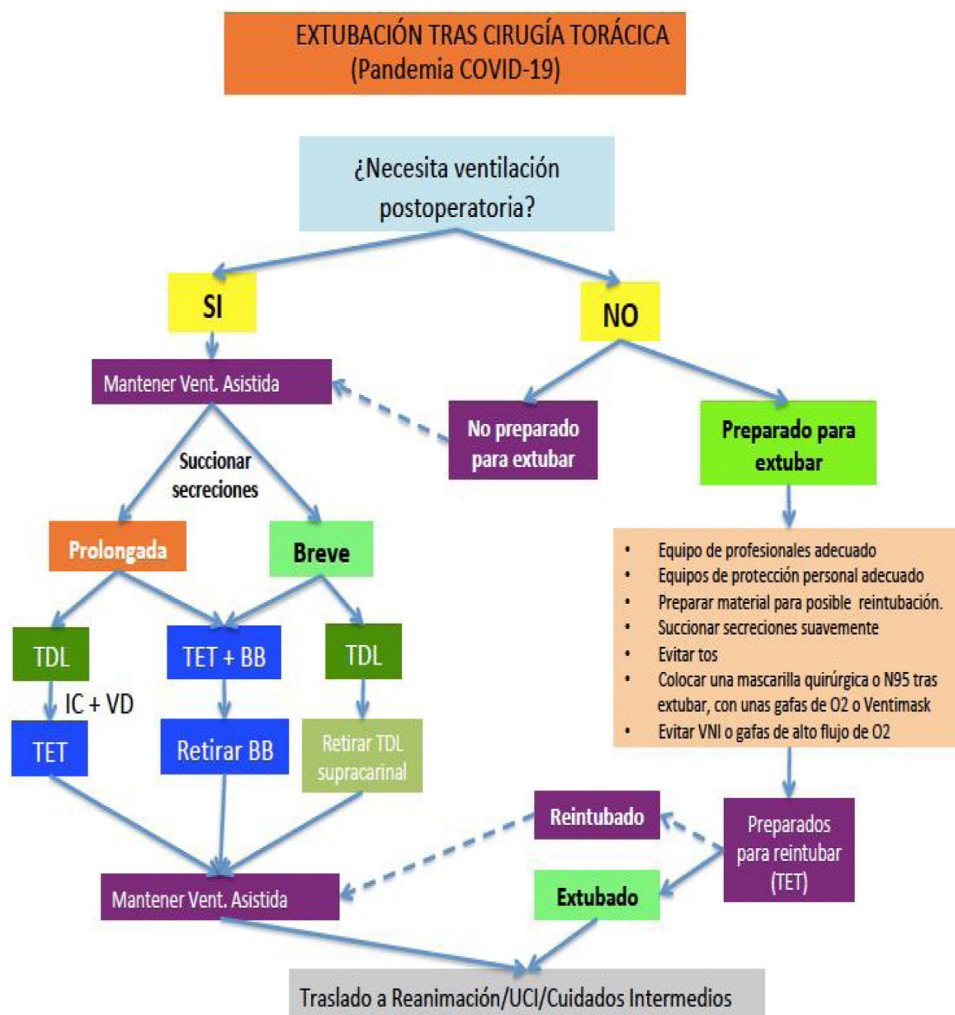 EXTUBACIÓN TRAS CIRUGÍA TORÁCICA
(Pandemia COVID-19)
¿Necesita ventilación
postoperatoria?
SI
NO
Mantener Vent. Asistida
No preparado
para extubar
Preparado para
extubar
Succionar
secreciones
Prolongada
Breve
• Equipo de profesionales adecuado
• Equipos de protección personal adecuado
• Preparar material para posible reintubación.
• Succionar secreciones suavemente
• Evitar tos
• Colocar una mascarilla quirúrgica o N95 tras
extubar, con unas gafas de O2 o Ventimask
• Evitar VNI o gafas de alto flujo de O2
TDL
TET + BB
TDL
IC + VD
TET
Retirar BB
Retirar TDL
supracarinal
Reintubado
Preparados
para reintubar
(TET)
Mantener Vent. Asistida
Extubado
Traslado a Reanimación/UCI/Cuidados Intermedios